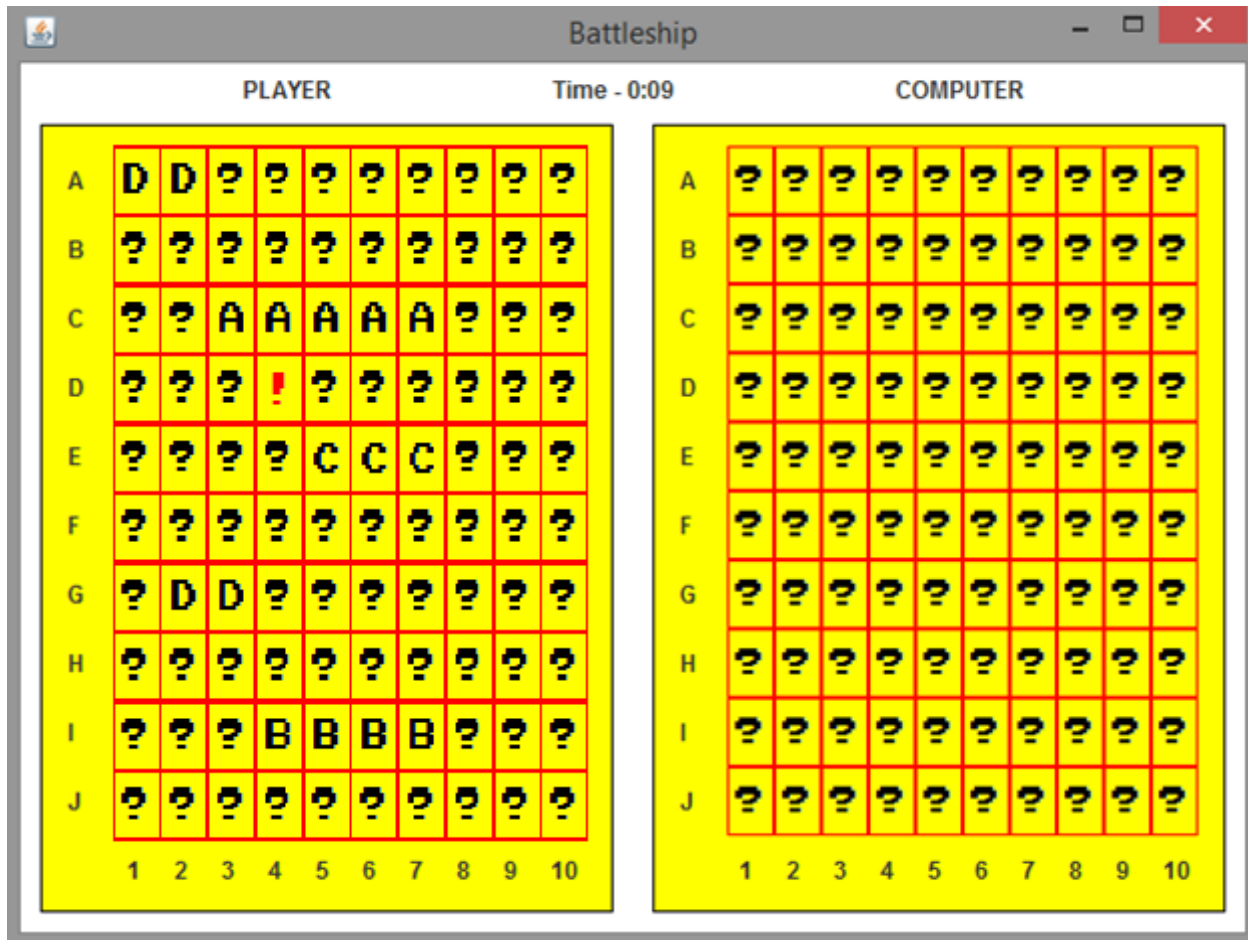 Battleship
PLAYER Time - 0:09 COMPUTER
A D D ? ? ? ? ? ? ? ? A ? ? ? ? ? ? ? ? ? ?
B ? ? ? ? ? ? ? ? ? ? B ? ? ? ? ? ? ? ? ? ?
C ? ? A A A A A ? ? ? C ? ? ? ? ? ? ? ? ? ?
D ? ? ? ! ? ? ? ? ? ? D ? ? ? ? ? ? ? ? ? ?
E ? ? ? ? C C C ? ? ? E ? ? ? ? ? ? ? ? ? ?
F ? ? ? ? ? ? ? ? ? ? F ? ? ? ? ? ? ? ? ? ?
G ? D D ? ? ? ? ? ? ? G ? ? ? ? ? ? ? ? ? ?
H ? ? ? ? ? ? ? ? ? ? H ? ? ? ? ? ? ? ? ? ?
I ? ? ? B B B B ? ? ? I ? ? ? ? ? ? ? ? ? ?
J ? ? ? ? ? ? ? ? ? ? J ? ? ? ? ? ? ? ? ? ?
1 2 3 4 5 6 7 8 9 10 1 2 3 4 5 6 7 8 9 10